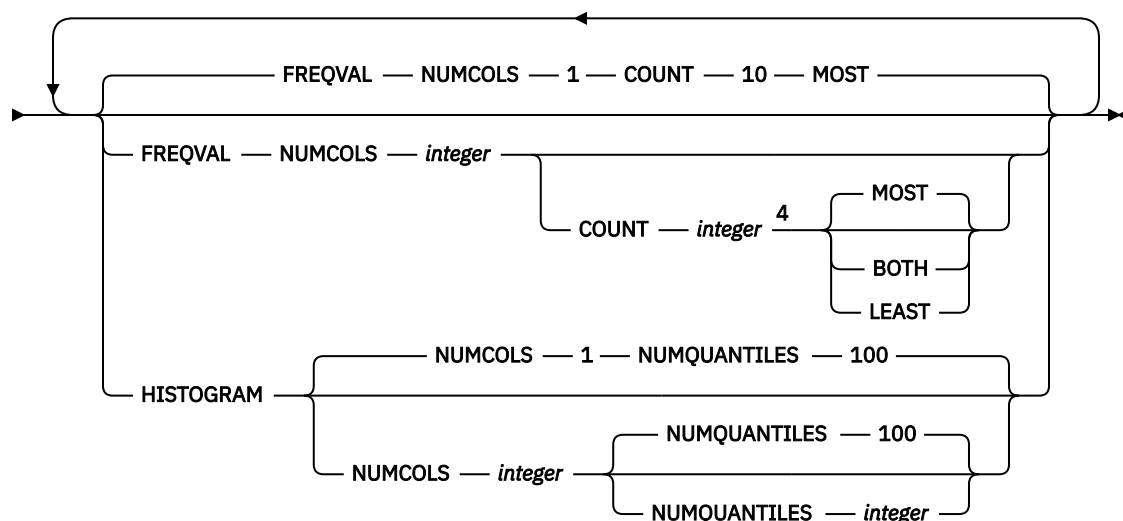 FREQVAL NUMCOLS 1 COUNT 10 MOST
FREQVAL NUMCOLS integer
MOST
COUNT integer 4
BOTH
LEAST
NUMCOLS 1 NUMQUANTILES 100
HISTOGRAM
NUMQUANTILES 100
NUMCOLS integer
NUMQUANTILES integer